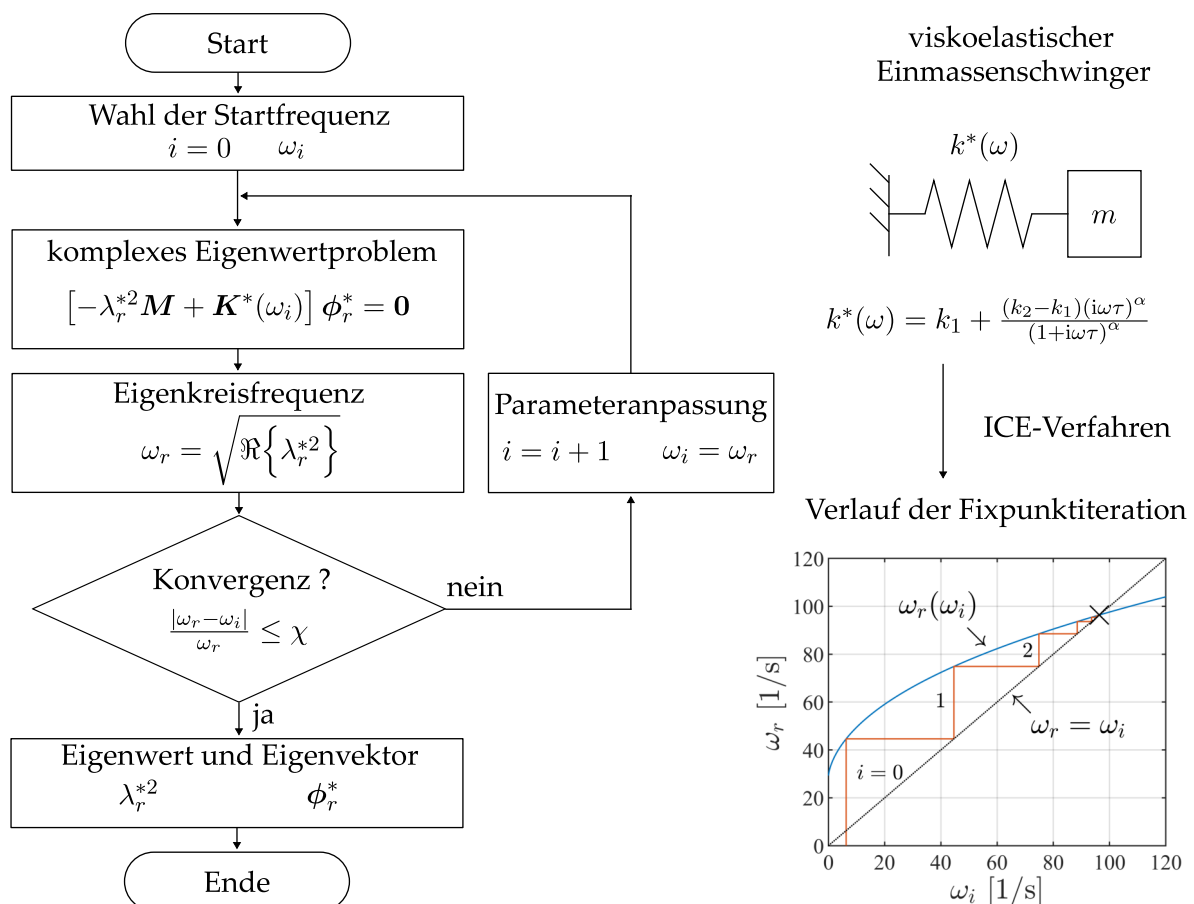 Start
Wahl der Startfrequenz
i = 0 ω_i
komplexes Eigenwertproblem
[−λ_r^{*2} M + K^*(ω_i)] ϕ_r^* = 0
Eigenkreisfrequenz
ω_r = √(ℜ{λ_r^{*2}})
Konvergenz ?
|ω_r−ω_i| / ω_r ≤ χ
nein
ja
Parameteranpassung
i = i + 1 ω_i = ω_r
Eigenwert und Eigenvektor
λ_r^{*2} ϕ_r^*
Ende
viskoelastischer
Einmassenschwinger
k^*(ω)
m
k^*(ω) = k_1 + (k_2−k_1)(iωτ)^α / (1+iωτ)^α
ICE-Verfahren
Verlauf der Fixpunktiteration
120
100
80
60
40
20
0
ω_r [1/s]
ω_r(ω_i)
2
1
ω_r = ω_i
i = 0
0 20 40 60 80 100 120
ω_i [1/s]